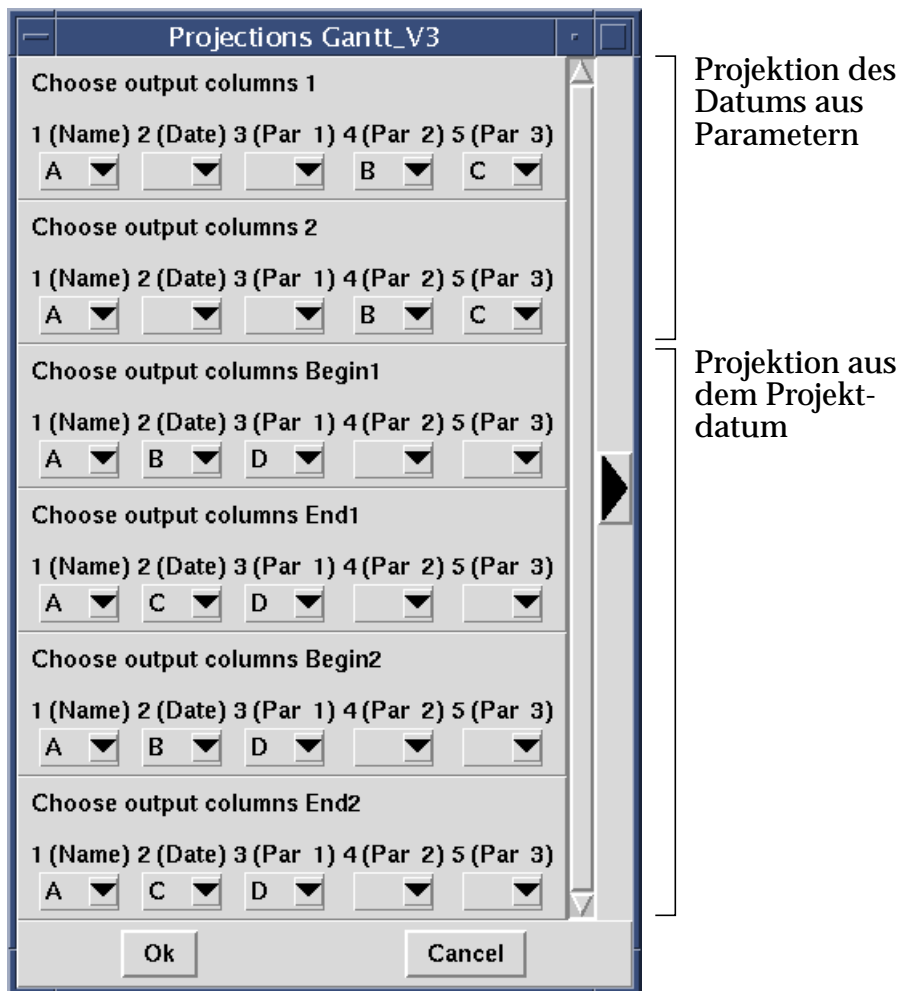 Projections Gantt_V3
Choose output columns 1
1 (Name) 2 (Date) 3 (Par 1) 4 (Par 2) 5 (Par 3)
A B C
Choose output columns 2
1 (Name) 2 (Date) 3 (Par 1) 4 (Par 2) 5 (Par 3)
A B C
Choose output columns Begin1
1 (Name) 2 (Date) 3 (Par 1) 4 (Par 2) 5 (Par 3)
A B D
Choose output columns End1
1 (Name) 2 (Date) 3 (Par 1) 4 (Par 2) 5 (Par 3)
A C D
Choose output columns Begin2
1 (Name) 2 (Date) 3 (Par 1) 4 (Par 2) 5 (Par 3)
A B D
Choose output columns End2
1 (Name) 2 (Date) 3 (Par 1) 4 (Par 2) 5 (Par 3)
A C D
Ok Cancel
Projektion des
Datums aus
Parametern
Projektion aus
dem Projekt-
datum